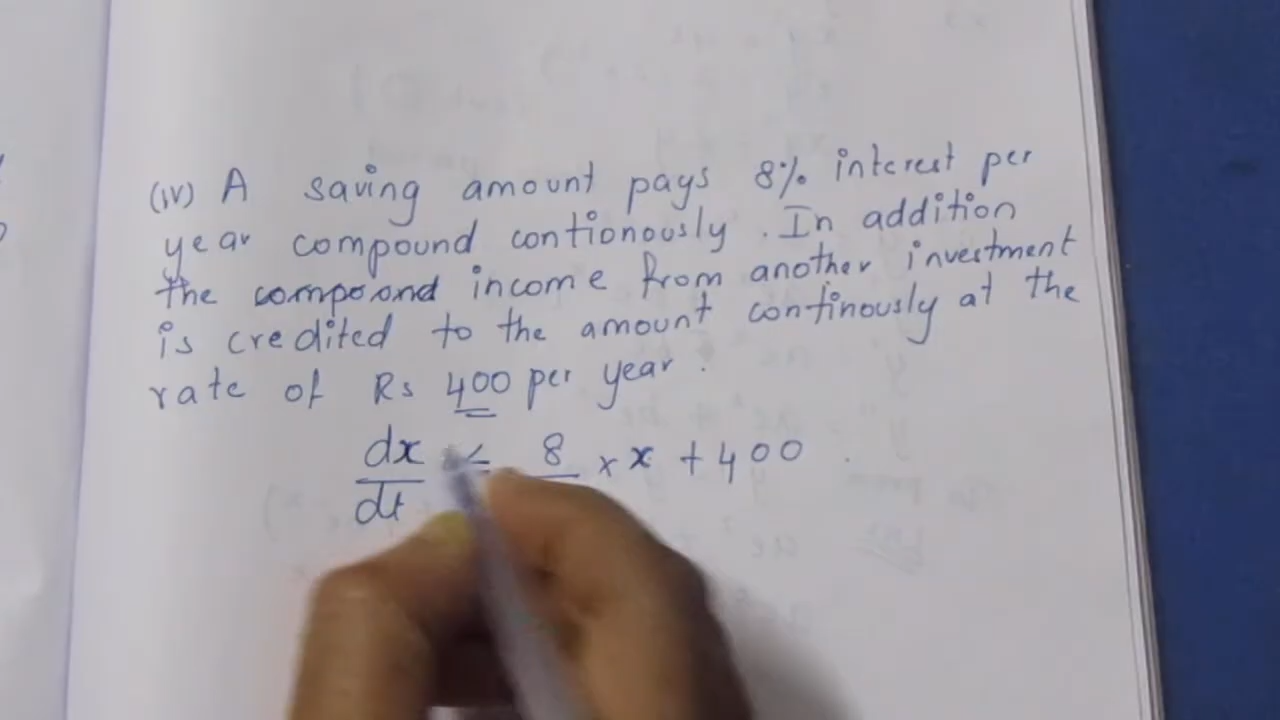 (iv) A saving amount pays 8% interest per
year compound contionously. In addition
the compound income from another investment
is credited to the amount continously at the
rate of Rs 400 per year.
dx 8 × x + 400
dt